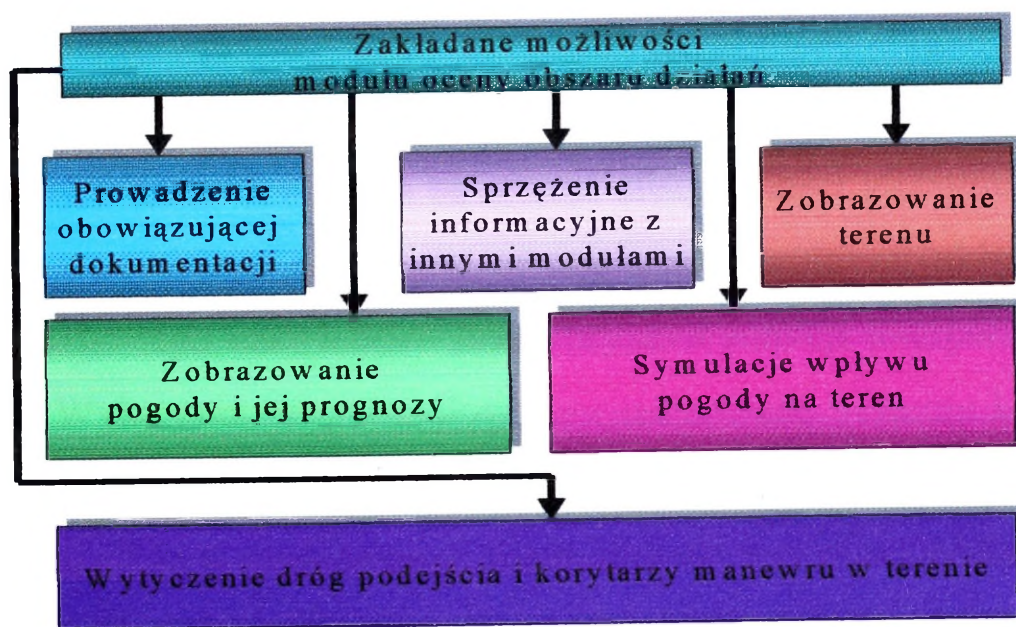 Zakładane możliwości
modułu oceny obszaru działań
Prowadzenie
obowiązującej
dokumentacji
Sprzężenie
informacyjne z
innymi modułami
Zobrazowanie
terenu
Zobrazowanie
pogody i jej prognozy
Symulacje wpływu
pogody na teren
Wytyczenie dróg podejścia i korytarzy manewru w terenie